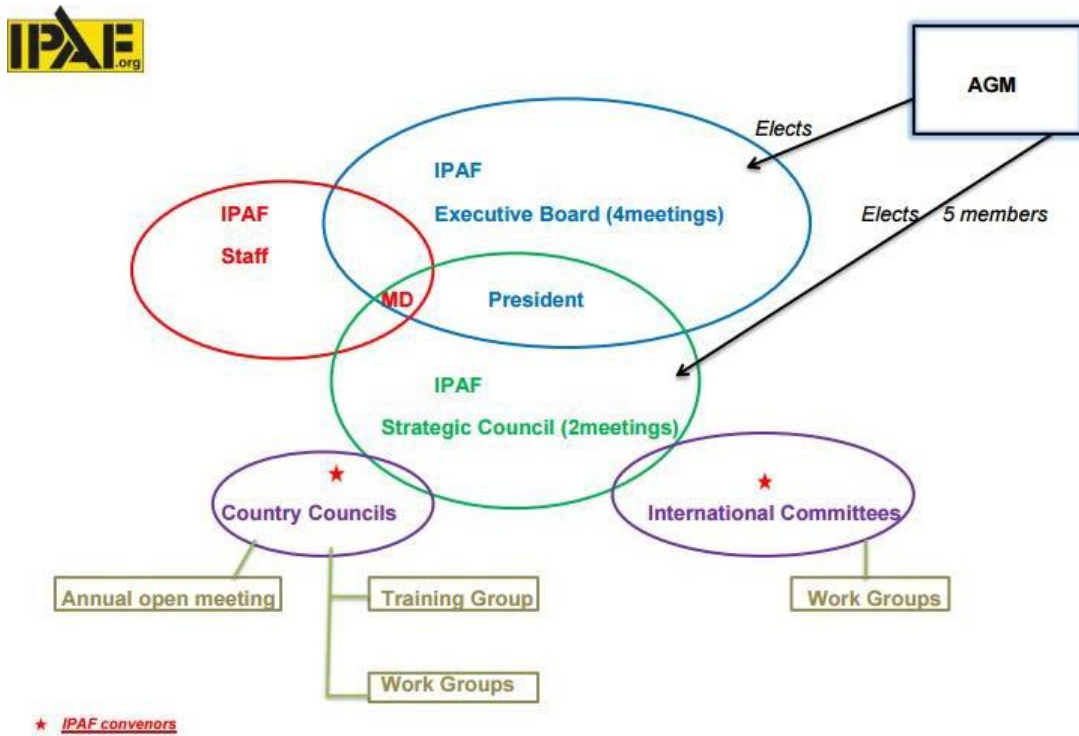 IPAF
.org
AGM
Elects
IPAF
Executive Board (4meetings)
Elects 5 members
IPAF
Staff
MD
President
IPAF
Strategic Council (2meetings)
Country Councils
International Committees
Annual open meeting
Training Group
Work Groups
Work Groups
IPAF convenors